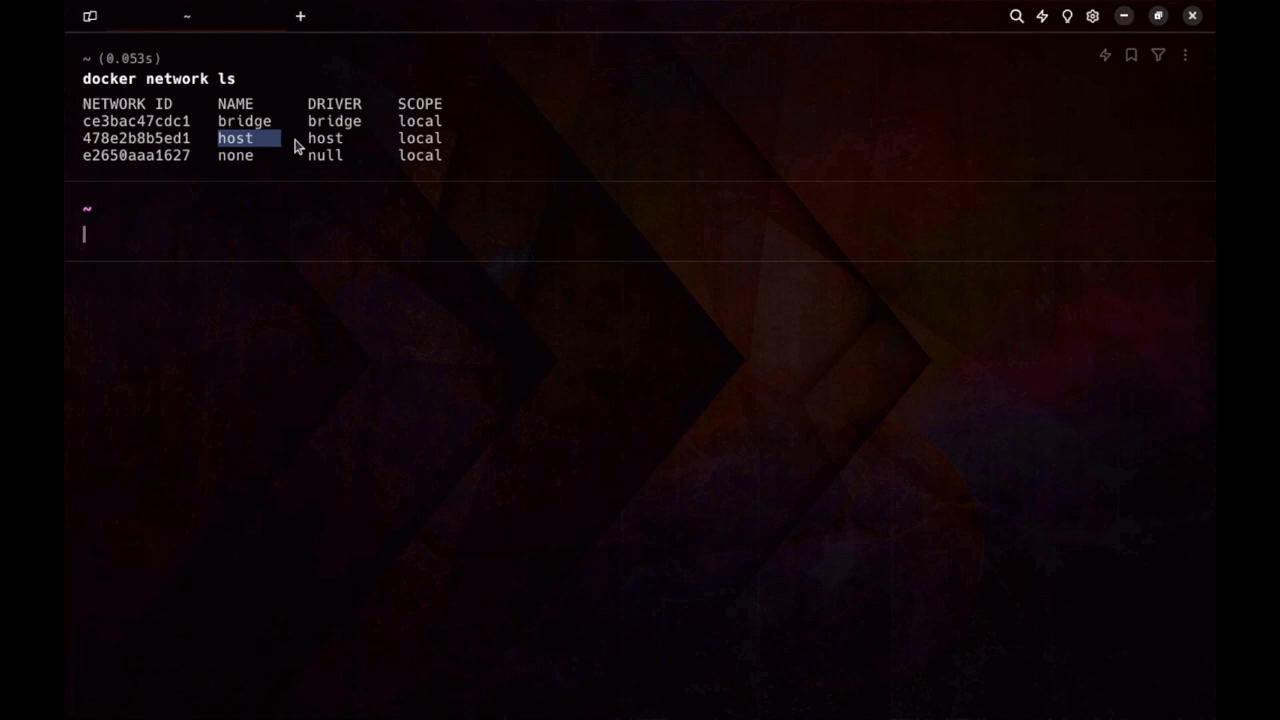 ~
~ (0.053s)
docker network ls
NETWORK ID   NAME      DRIVER    SCOPE
ce3bac47cdc1   bridge    bridge    local
478e2b8b5ed1   host      host      local
e2650aaa1627   none      null      local
~